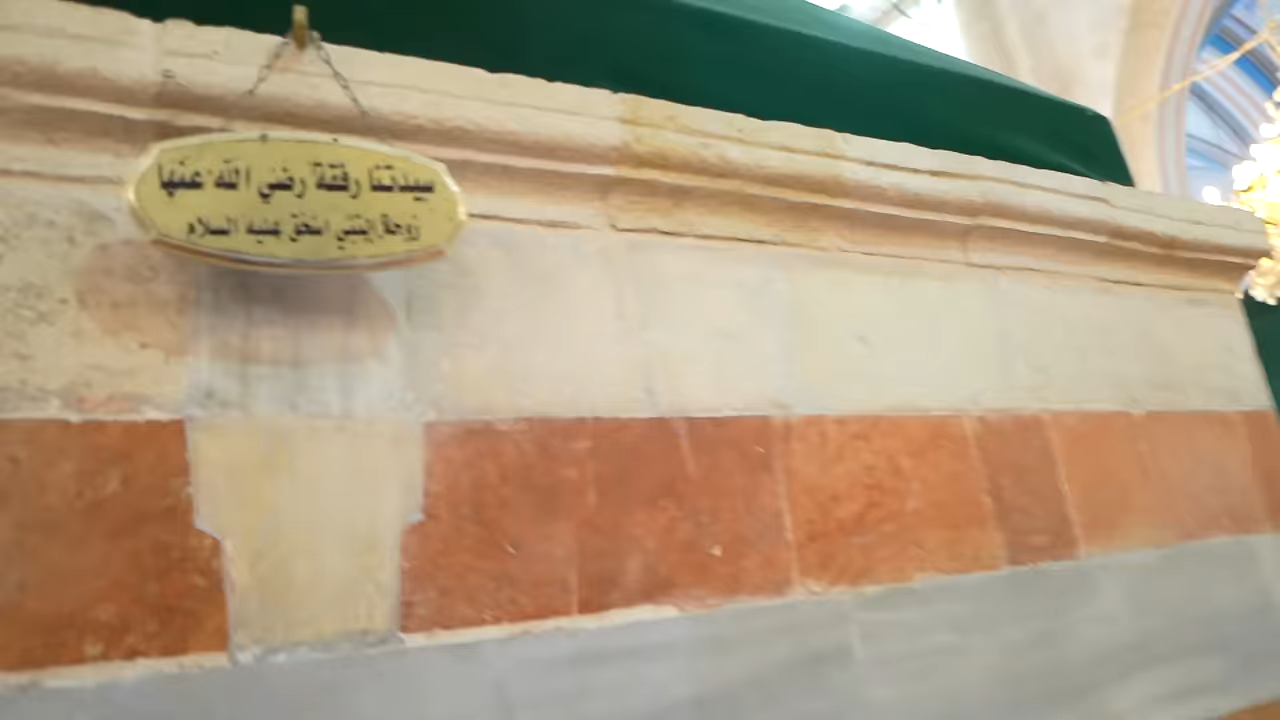 سيدتنا رفقة رضي الله عنها
زوجة النبي اسحق عليه السلام